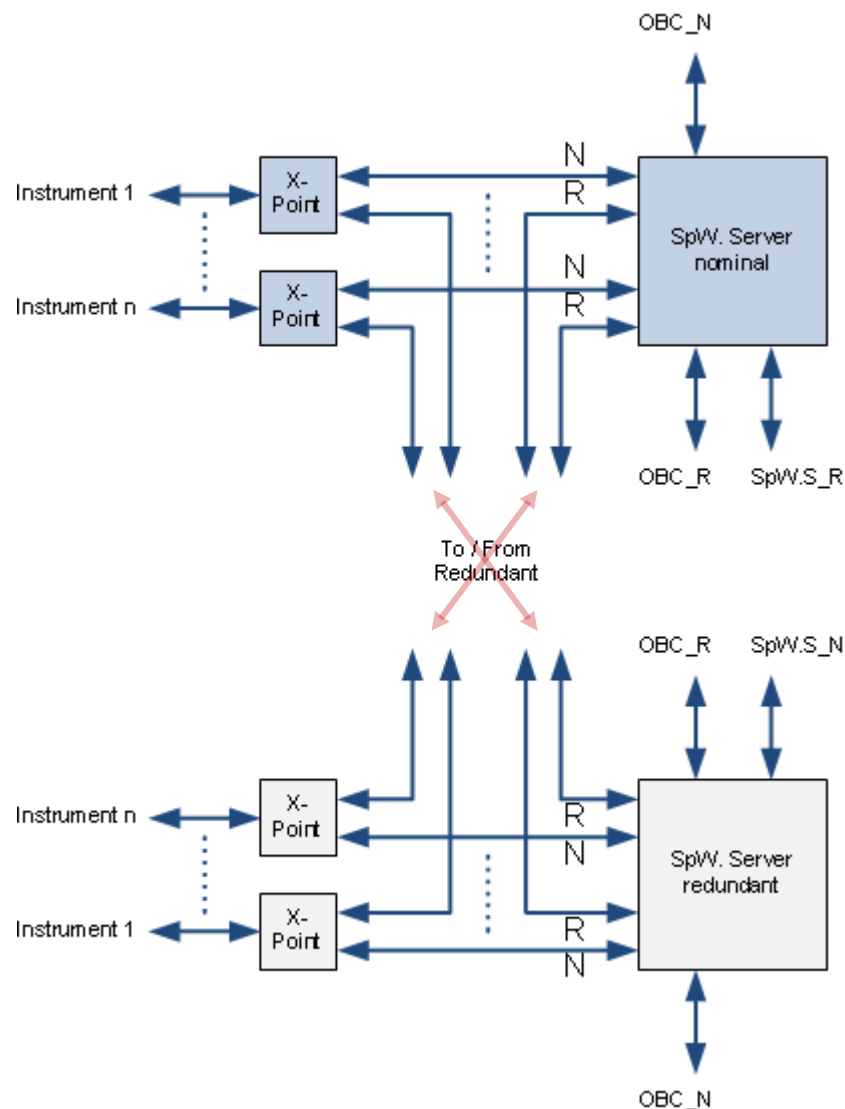 OBC_N
N
Instrument 1
X-
Point
R
SpW. Server
nominal
N
Instrument n
X-
Point
R
OBC_R
SpW.S_R
To / From
Redundant
OBC_R
SpW.S_N
Instrument n
X-
Point
R
N
SpW. Server
redundant
Instrument 1
X-
Point
R
N
OBC_N